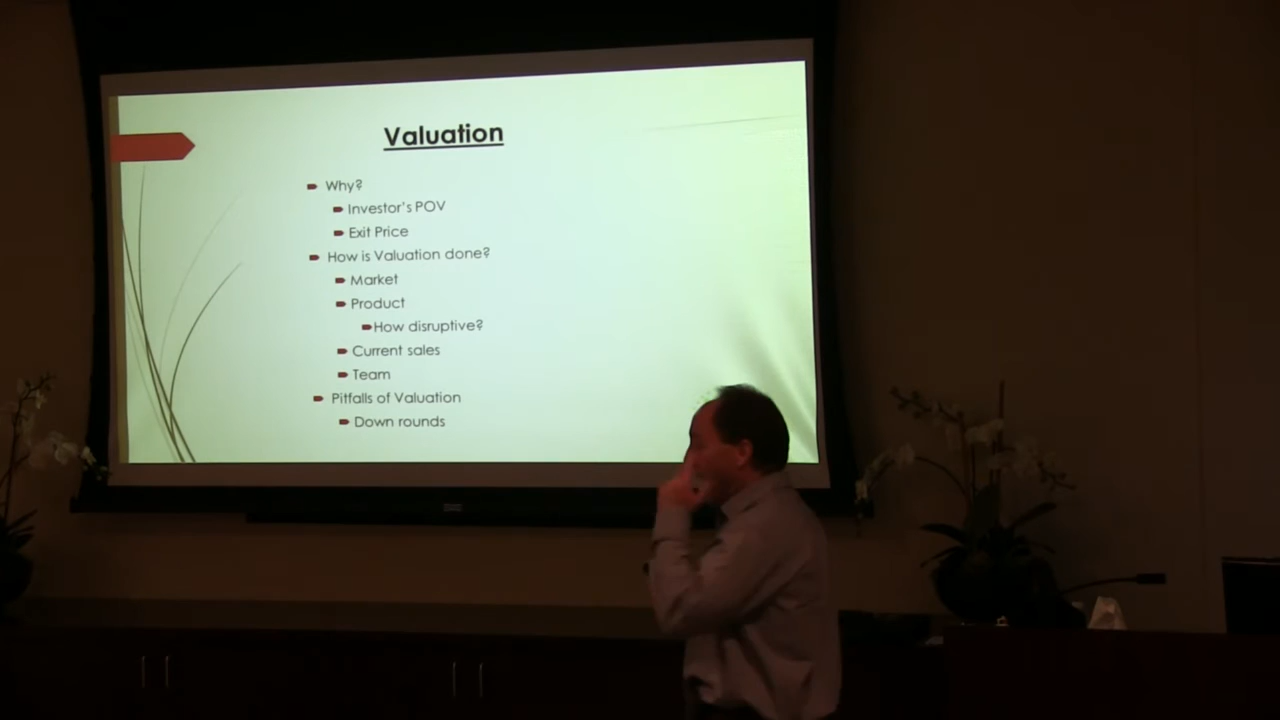 Valuation
Why?
Investor's POV
Exit Price
How is Valuation done?
Market
Product
How disruptive?
Current sales
Team
Pitfalls of Valuation
Down rounds